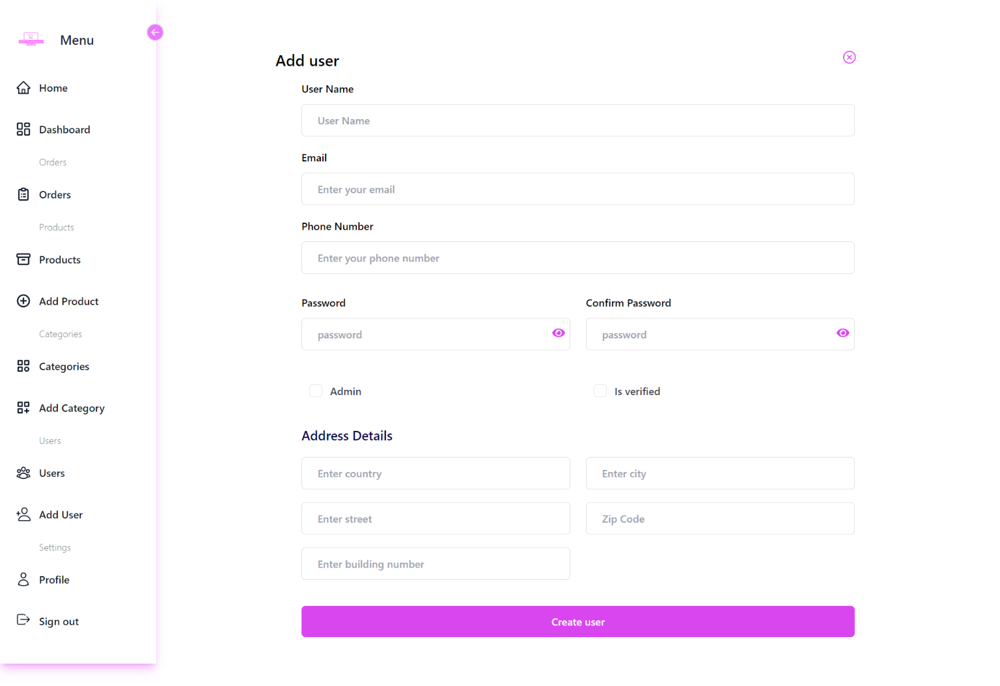 Menu
Home
Dashboard
Orders
Orders
Products
Products
Add Product
Categories
Categories
Add Category
Users
Users
Add User
Settings
Profile
Sign out
Add user
User Name
User Name
Email
Enter your email
Phone Number
Enter your phone number
Password Confirm Password
password password
Admin Is verified
Address Details
Enter country Enter city
Enter street Zip Code
Enter building number
Create user